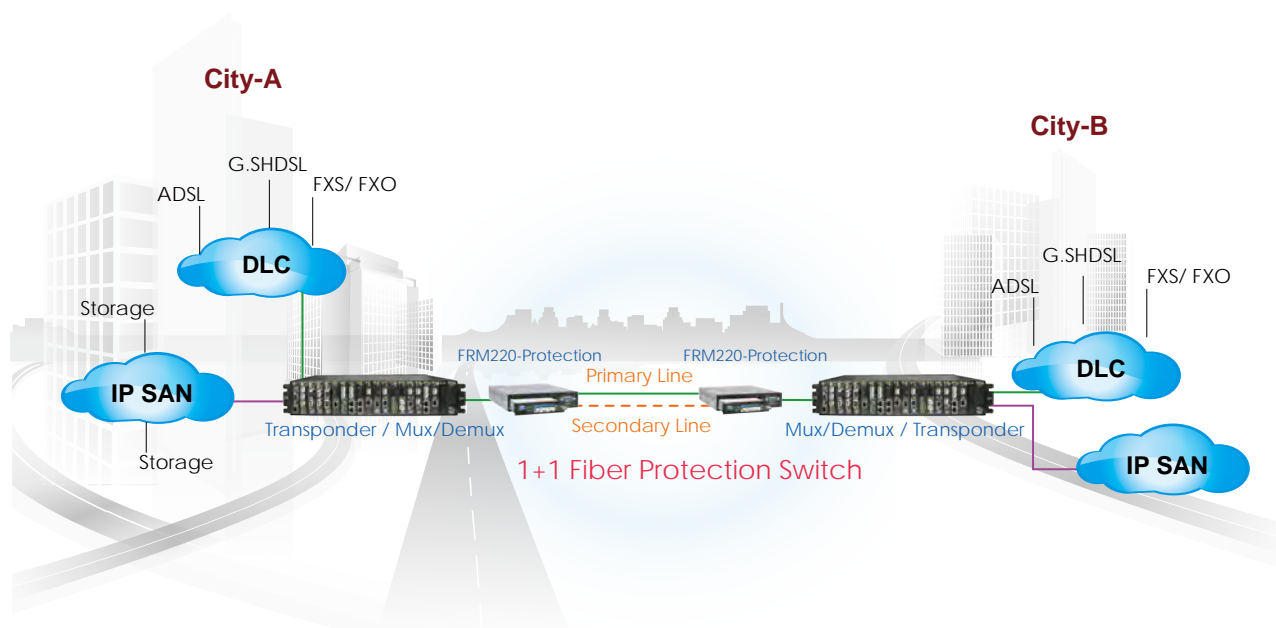 City-A
City-B
G.SHDSL
ADSL
FXS/ FXO
DLC
Storage
IP SAN
Storage
Transponder / Mux/Demux
FRM220-Protection
FRM220-Protection
Primary Line
Secondary Line
1+1 Fiber Protection Switch
G.SHDSL
ADSL
FXS/ FXO
DLC
Mux/Demux / Transponder
IP SAN